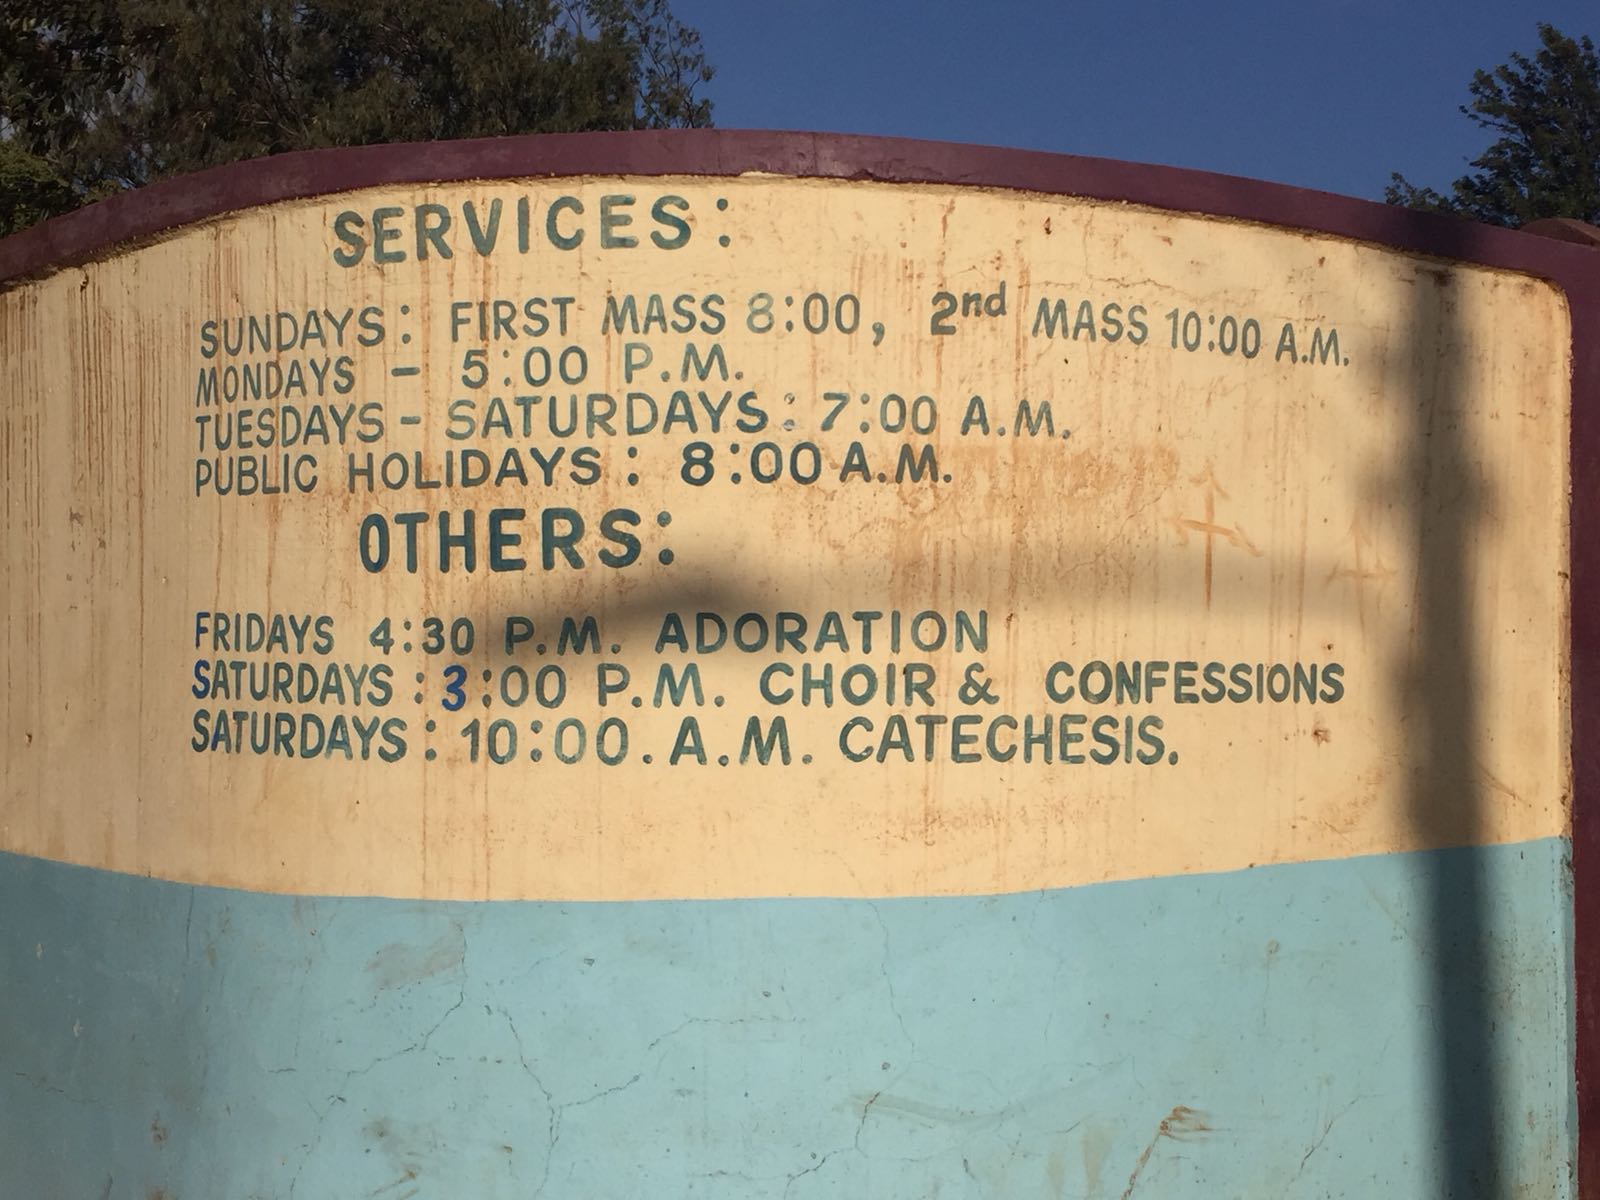 SERVICES:
SUNDAYS: FIRST MASS 8:00, 2nd MASS 10:00 A.M.
MONDAYS - 5:00 P.M.
TUESDAYS - SATURDAYS: 7:00 A.M.
PUBLIC HOLIDAYS: 8:00 A.M.
OTHERS:
FRIDAYS 4:30 P.M. ADORATION
SATURDAYS: 3:00 P.M. CHOIR & CONFESSIONS
SATURDAYS: 10:00. A.M. CATECHESIS.